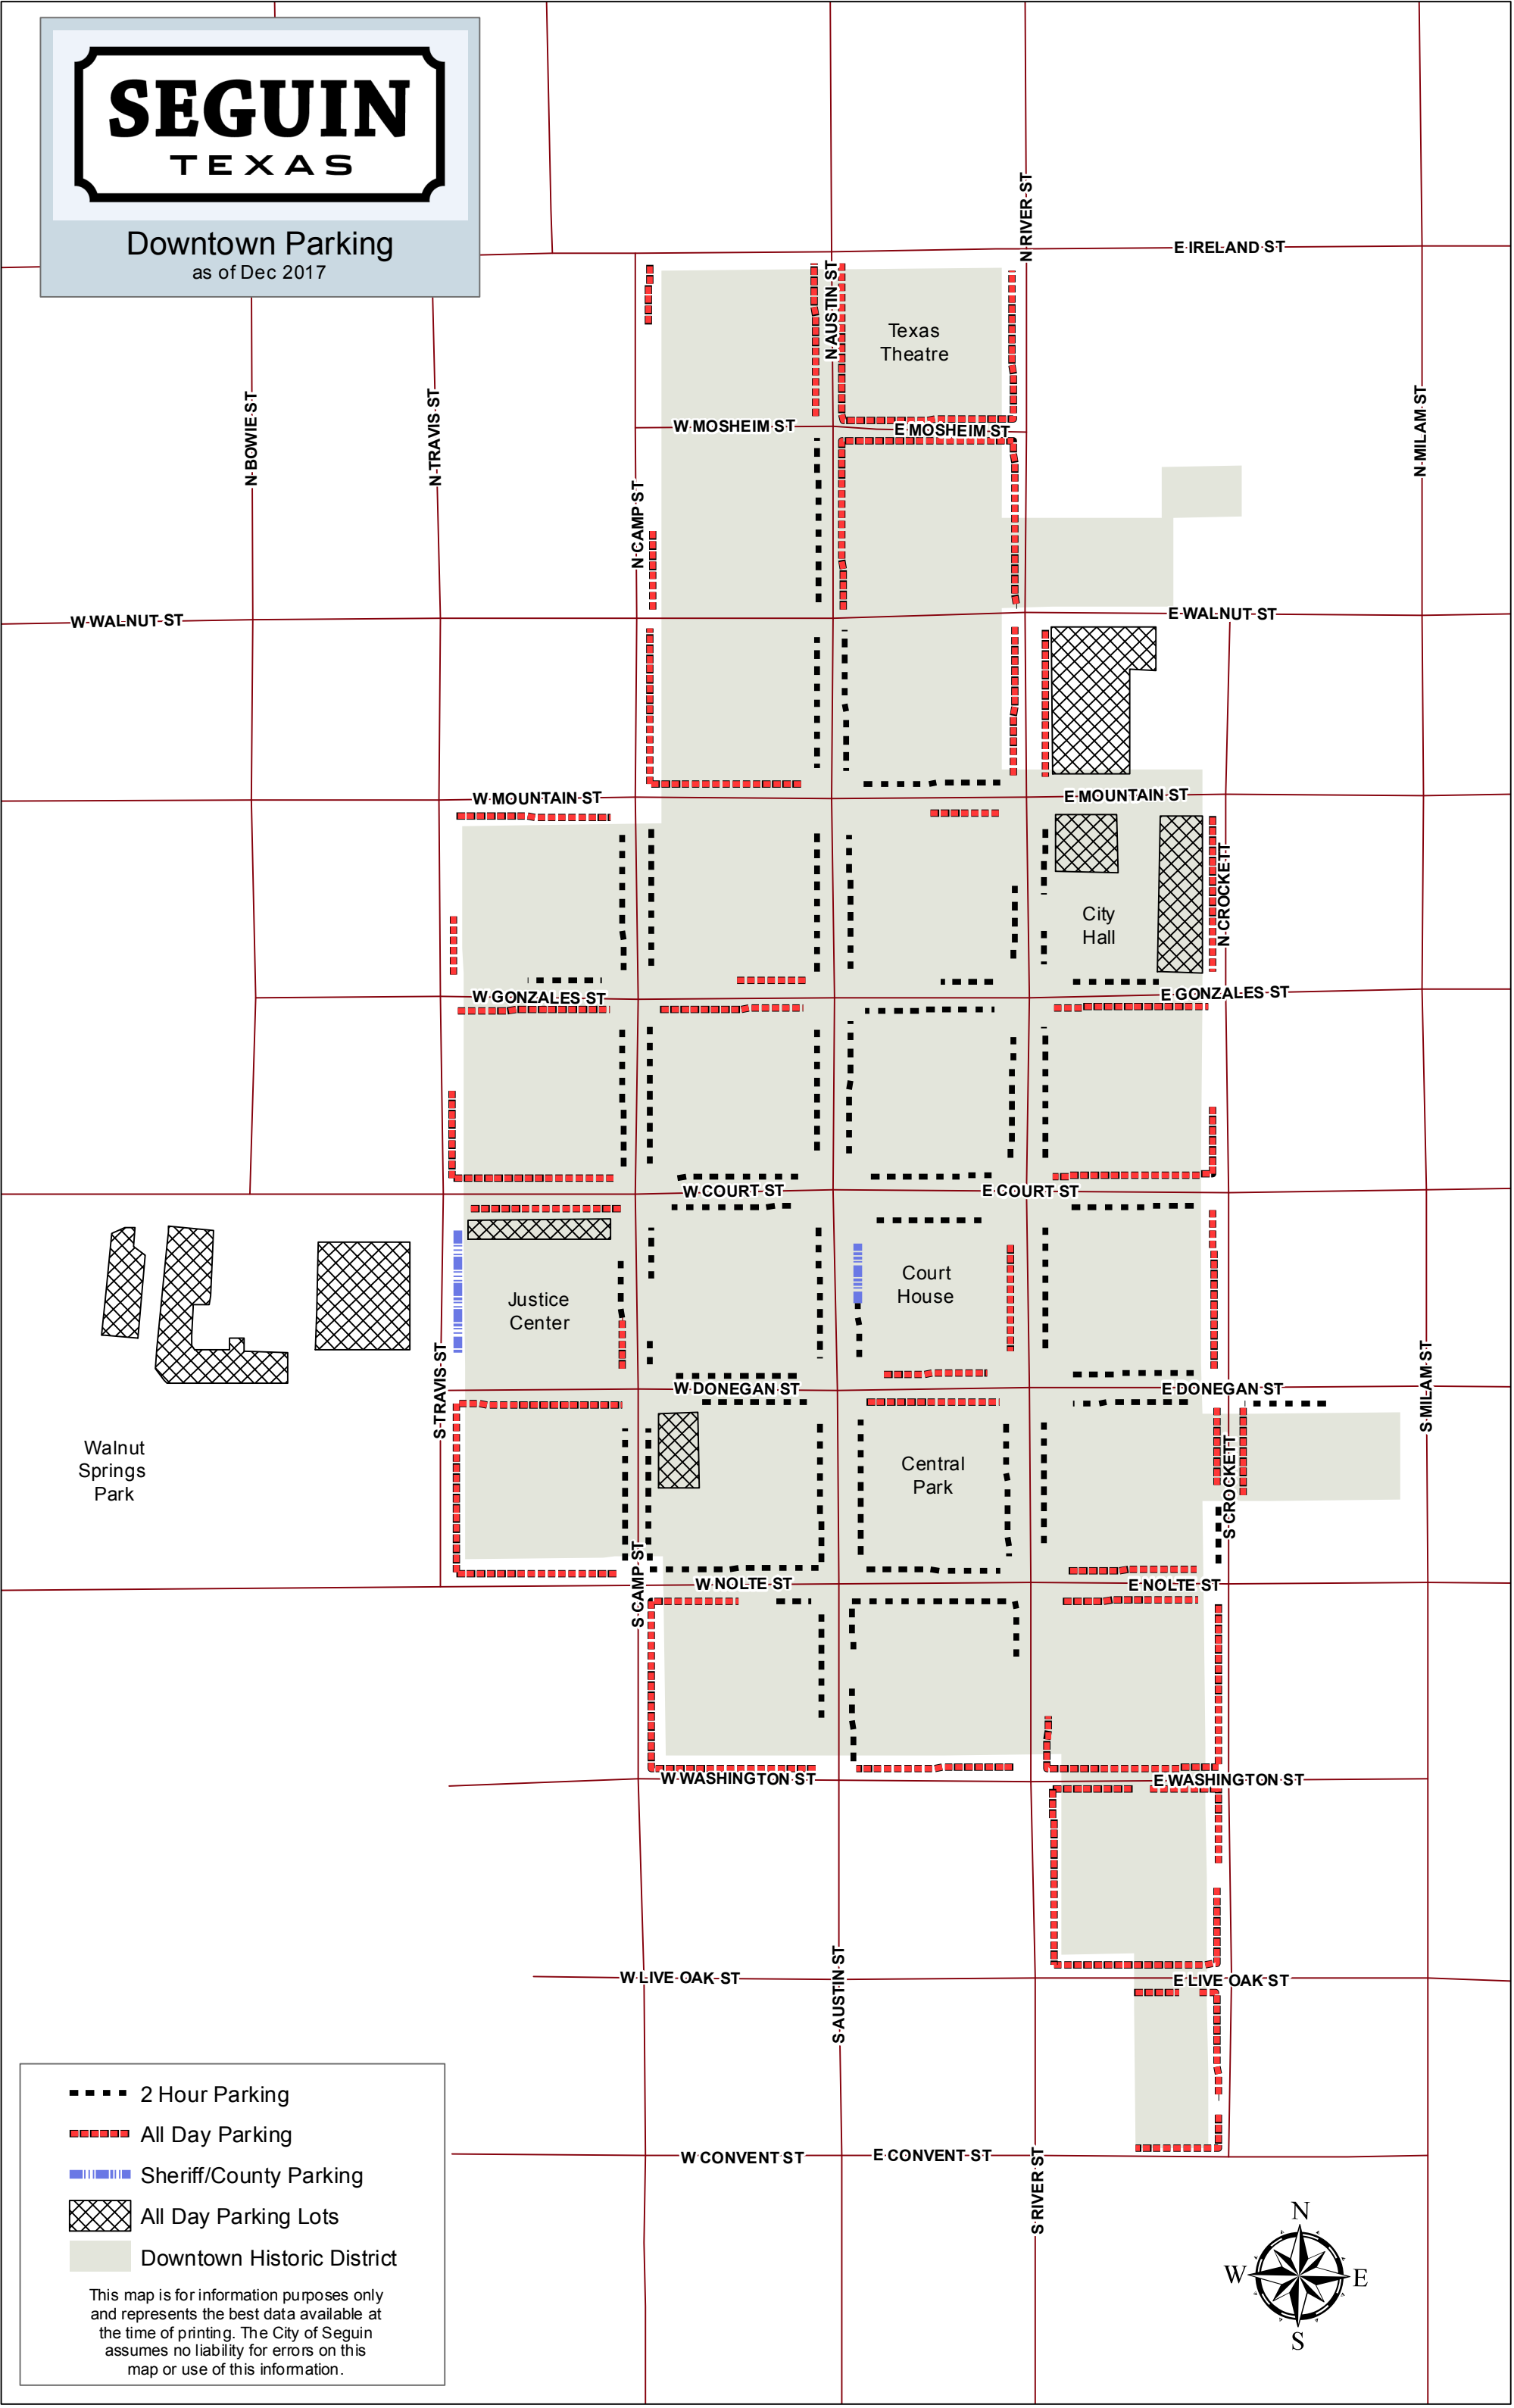 SEGUIN
TEXAS
Downtown Parking
as of Dec 2017
N RIVER ST
E IRELAND ST
N AUSTIN ST
Texas
Theatre
N BOWIE ST
N TRAVIS ST
N MILAM ST
W MOSHEIM ST
E MOSHEIM ST
N CAMP ST
W WALNUT ST
E WALNUT ST
W MOUNTAIN ST
E MOUNTAIN ST
N CROCKETT
City
Hall
W GONZALES ST
E GONZALES ST
W COURT ST
E COURT ST
Justice
Center
Court
House
S TRAVIS ST
S MILAM ST
W DONEGAN ST
E DONEGAN ST
Walnut
Springs
Park
Central
Park
S CROCKETT
S CAMP ST
W NOLTE ST
E NOLTE ST
W WASHINGTON ST
E WASHINGTON ST
S AUSTIN ST
W LIVE OAK ST
E LIVE OAK ST
W CONVENT ST
E CONVENT ST
S RIVER ST
2 Hour Parking
All Day Parking
Sheriff/County Parking
All Day Parking Lots
Downtown Historic District
This map is for information purposes only
and represents the best data available at
the time of printing. The City of Seguin
assumes no liability for errors on this
map or use of this information.
N
W
E
S